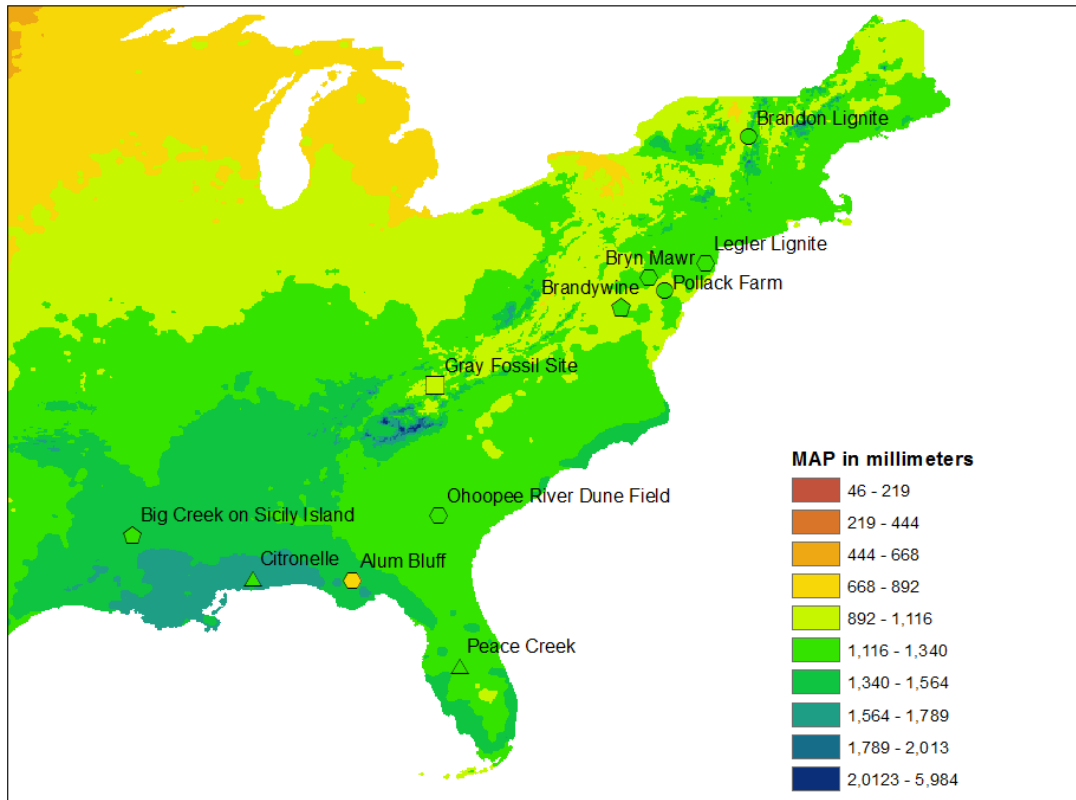 Brandon Lignite
Legler Lignite
Bryn Mawr
Pollack Farm
Brandywine
Gray Fossil Site
Ohoopee River Dune Field
Big Creek on Sicily Island
Citronelle
Alum Bluff
Peace Creek
MAP in millimeters
46 - 219
219 - 444
444 - 668
668 - 892
892 - 1,116
1,116 - 1,340
1,340 - 1,564
1,564 - 1,789
1,789 - 2,013
2,0123 - 5,984